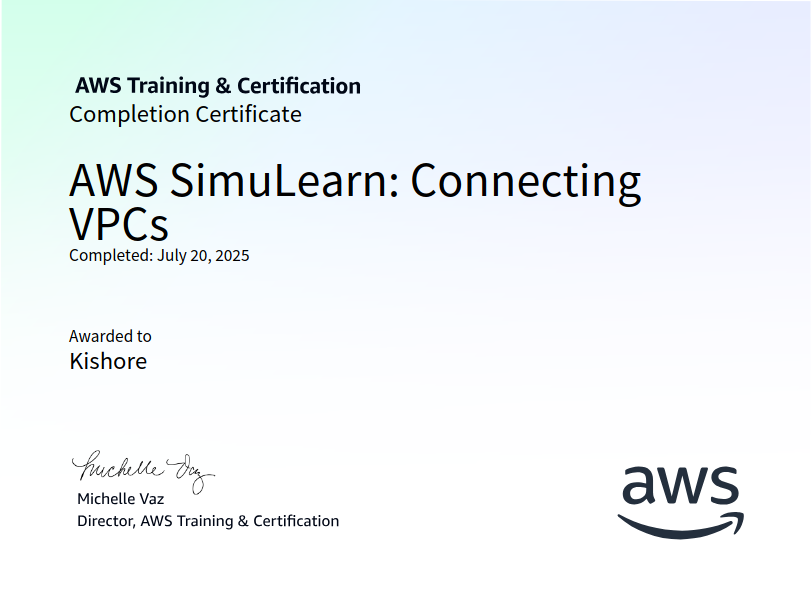 AWS Training & Certification
Completion Certificate
AWS SimuLearn: Connecting
VPCs
Completed: July 20, 2025
Awarded to
Kishore
Michelle Vaz
Michelle Vaz
Director, AWS Training & Certification
aws